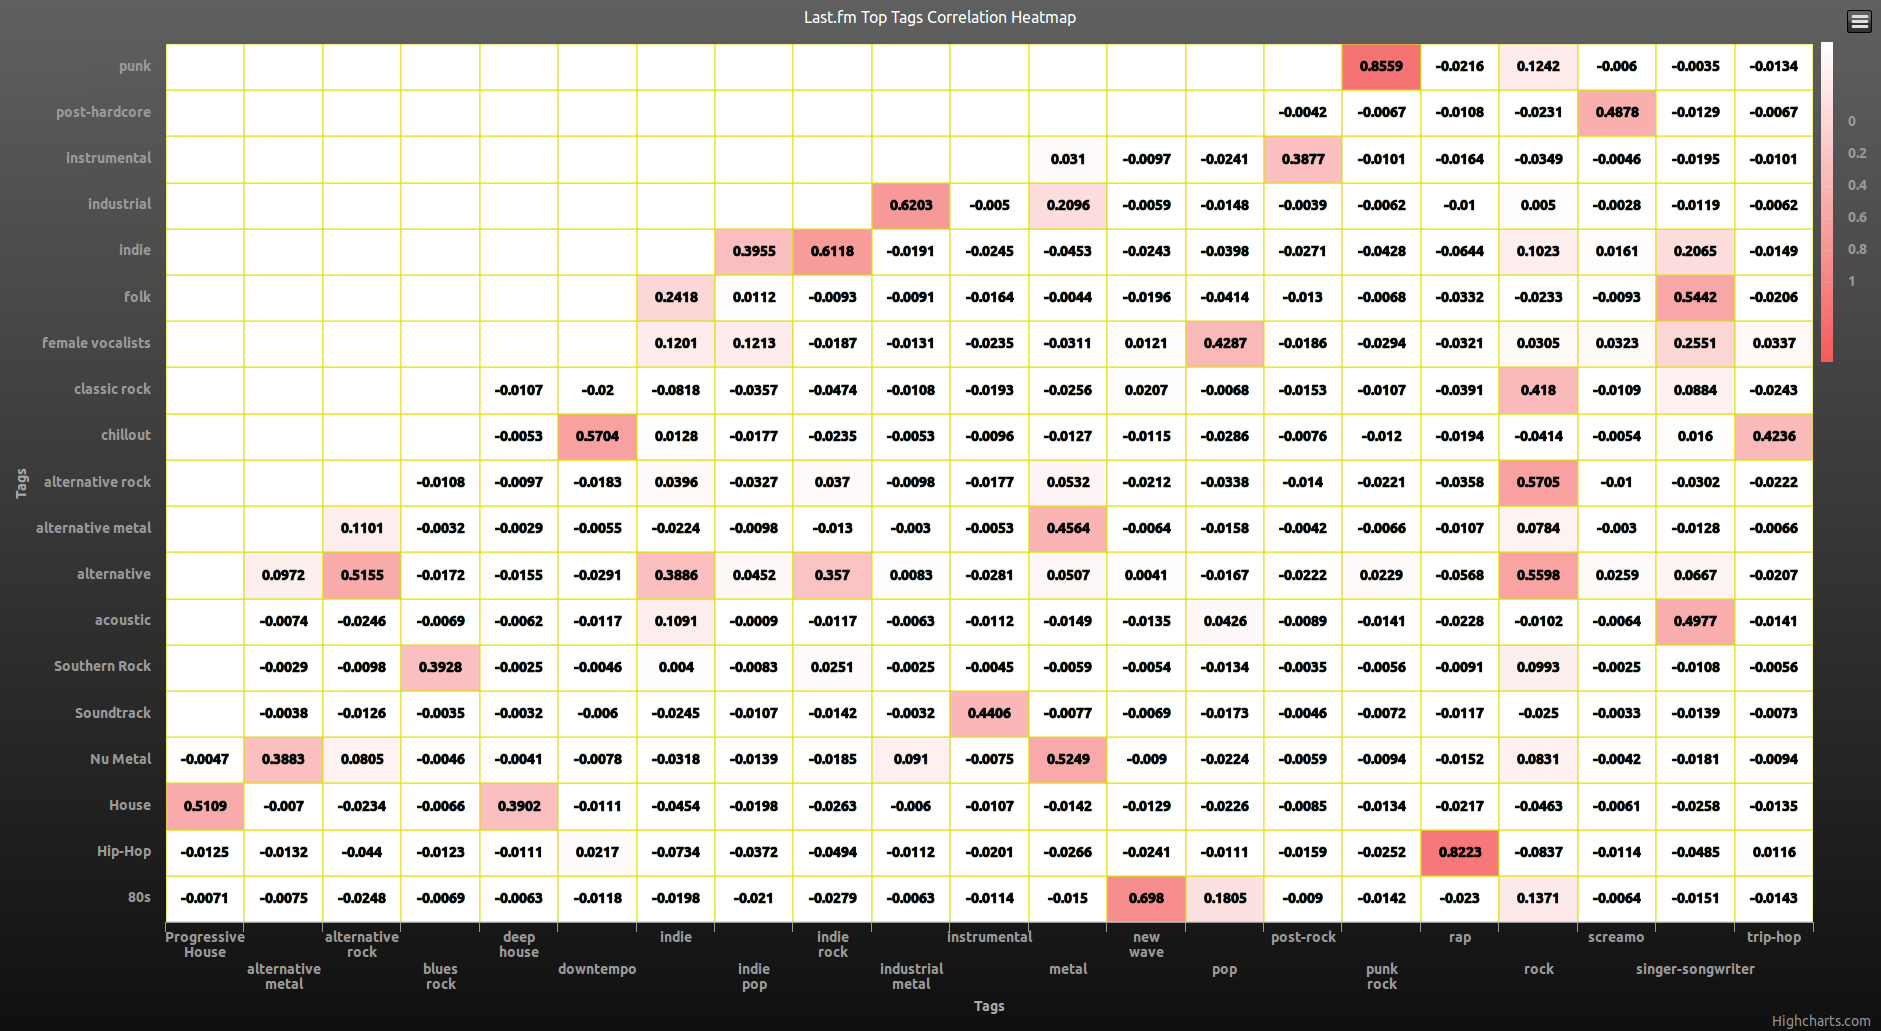 Last.fm Top Tags Correlation Heatmap
punk 0.8559 -0.0216 0.1242 -0.006 -0.0035 -0.0134
post-hardcore -0.0042 -0.0067 -0.0108 -0.0231 0.4878 -0.0129 -0.0067
0
instrumental 0.031 -0.0097 -0.0241 0.3877 -0.0101 -0.0164 -0.0349 -0.0046 -0.0195 -0.0101
0.2
0.4
industrial 0.6203 -0.005 0.2096 -0.0059 -0.0148 -0.0039 -0.0062 -0.01 0.005 -0.0028 -0.0119 -0.0062
0.6
indie 0.3955 0.6118 -0.0191 -0.0245 -0.0453 -0.0243 -0.0398 -0.0271 -0.0428 -0.0644 0.1023 0.0161 0.2065 -0.0149
0.8
1
folk 0.2418 0.0112 -0.0093 -0.0091 -0.0164 -0.0044 -0.0196 -0.0414 -0.013 -0.0068 -0.0332 -0.0233 -0.0093 0.5442 -0.0206
female vocalists 0.1201 0.1213 -0.0187 -0.0131 -0.0235 -0.0311 0.0121 0.4287 -0.0186 -0.0294 -0.0321 0.0305 0.0323 0.2551 0.0337
classic rock -0.0107 -0.02 -0.0818 -0.0357 -0.0474 -0.0108 -0.0193 -0.0256 0.0207 -0.0068 -0.0153 -0.0107 -0.0391 0.418 -0.0109 0.0884 -0.0243
chillout -0.0053 0.5704 0.0128 -0.0177 -0.0235 -0.0053 -0.0096 -0.0127 -0.0115 -0.0286 -0.0076 -0.012 -0.0194 -0.0414 -0.0054 0.016 0.4236
Tags
alternative rock -0.0108 -0.0097 -0.0183 0.0396 -0.0327 0.037 -0.0098 -0.0177 0.0532 -0.0212 -0.0338 -0.014 -0.0221 -0.0358 0.5705 -0.01 -0.0302 -0.0222
alternative metal 0.1101 -0.0032 -0.0029 -0.0055 -0.0224 -0.0098 -0.013 -0.003 -0.0053 0.4564 -0.0064 -0.0158 -0.0042 -0.0066 -0.0107 0.0784 -0.003 -0.0128 -0.0066
alternative 0.0972 0.5155 -0.0172 -0.0155 -0.0291 0.3886 0.0452 0.357 0.0083 -0.0281 0.0507 0.0041 -0.0167 -0.0222 0.0229 -0.0568 0.5598 0.0259 0.0667 -0.0207
acoustic -0.0074 -0.0246 -0.0069 -0.0062 -0.0117 0.1091 -0.0009 -0.0117 -0.0063 -0.0112 -0.0149 -0.0135 0.0426 -0.0089 -0.0141 -0.0228 -0.0102 -0.0064 0.4977 -0.0141
Southern Rock -0.0029 -0.0098 0.3928 -0.0025 -0.0046 0.004 -0.0083 0.0251 -0.0025 -0.0045 -0.0059 -0.0054 -0.0134 -0.0035 -0.0056 -0.0091 0.0993 -0.0025 -0.0108 -0.0056
Soundtrack -0.0038 -0.0126 -0.0035 -0.0032 -0.006 -0.0245 -0.0107 -0.0142 -0.0032 0.4406 -0.0077 -0.0069 -0.0173 -0.0046 -0.0072 -0.0117 -0.025 -0.0033 -0.0139 -0.0073
Nu Metal -0.0047 0.3883 0.0805 -0.0046 -0.0041 -0.0078 -0.0318 -0.0139 -0.0185 0.091 -0.0075 0.5249 -0.009 -0.0224 -0.0059 -0.0094 -0.0152 0.0831 -0.0042 -0.0181 -0.0094
House 0.5109 -0.007 -0.0234 -0.0066 0.3902 -0.0111 -0.0454 -0.0198 -0.0263 -0.006 -0.0107 -0.0142 -0.0129 -0.0226 -0.0085 -0.0134 -0.0217 -0.0463 -0.0061 -0.0258 -0.0135
Hip-Hop -0.0125 -0.0132 -0.044 -0.0123 -0.0111 0.0217 -0.0734 -0.0372 -0.0494 -0.0112 -0.0201 -0.0266 -0.0241 -0.0111 -0.0159 -0.0252 0.8223 -0.0837 -0.0114 -0.0485 0.0116
80s -0.0071 -0.0075 -0.0248 -0.0069 -0.0063 -0.0118 -0.0198 -0.021 -0.0279 -0.0063 -0.0114 -0.015 0.698 0.1805 -0.009 -0.0142 -0.023 0.1371 -0.0064 -0.0151 -0.0143
Progressive alternative deep indie indie instrumental new post-rock rap screamo trip-hop
House rock house rock wave
alternative blues downtempo indie industrial metal pop punk rock singer-songwriter
metal rock pop metal rock
Tags
Highcharts.com